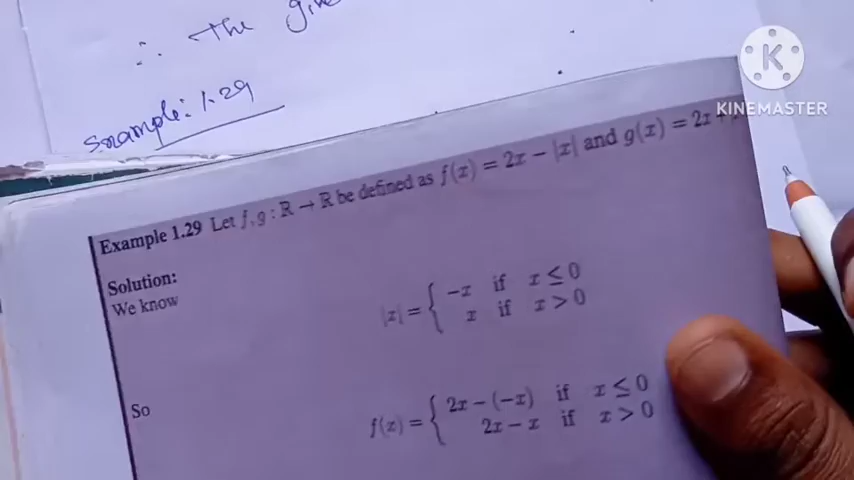 ∴ The give
Example: 1.29
KINEMASTER
Example 1.29 Let f, g : ℝ → ℝ be defined as f(x) = 2x − |x| and g(x) = 2x +
Solution:
We know
|x| = { −x if x ≤ 0
x if x > 0
So
f(x) = { 2x − (−x) if x ≤ 0
2x − x if x > 0